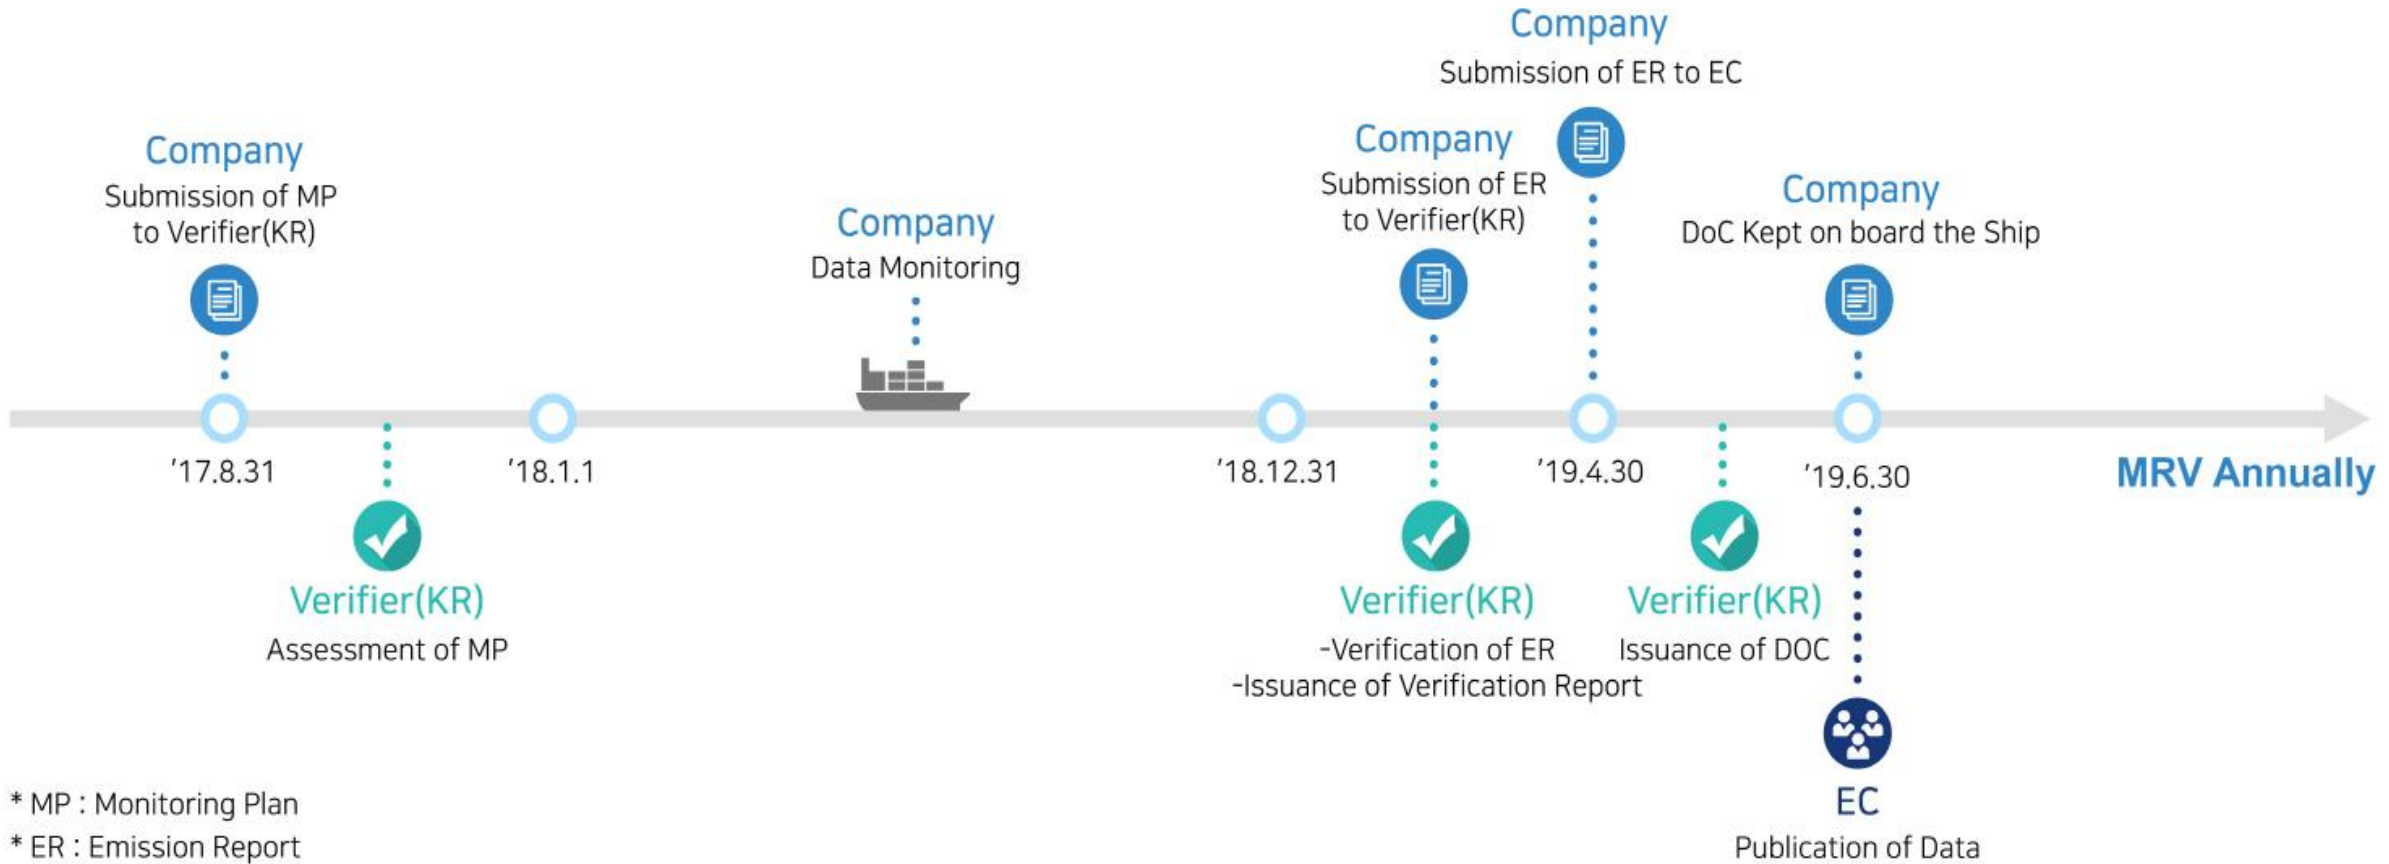 Company
Submission of MP
to Verifier(KR)
Company
Data Monitoring
Company
Submission of ER
to Verifier(KR)
Company
Submission of ER to EC
Company
DoC Kept on board the Ship
'17.8.31
'18.1.1
'18.12.31
'19.4.30
'19.6.30
MRV Annually
Verifier(KR)
Assessment of MP
Verifier(KR)
-Verification of ER
-Issuance of Verification Report
Verifier(KR)
Issuance of DOC
EC
Publication of Data
* MP : Monitoring Plan
* ER : Emission Report